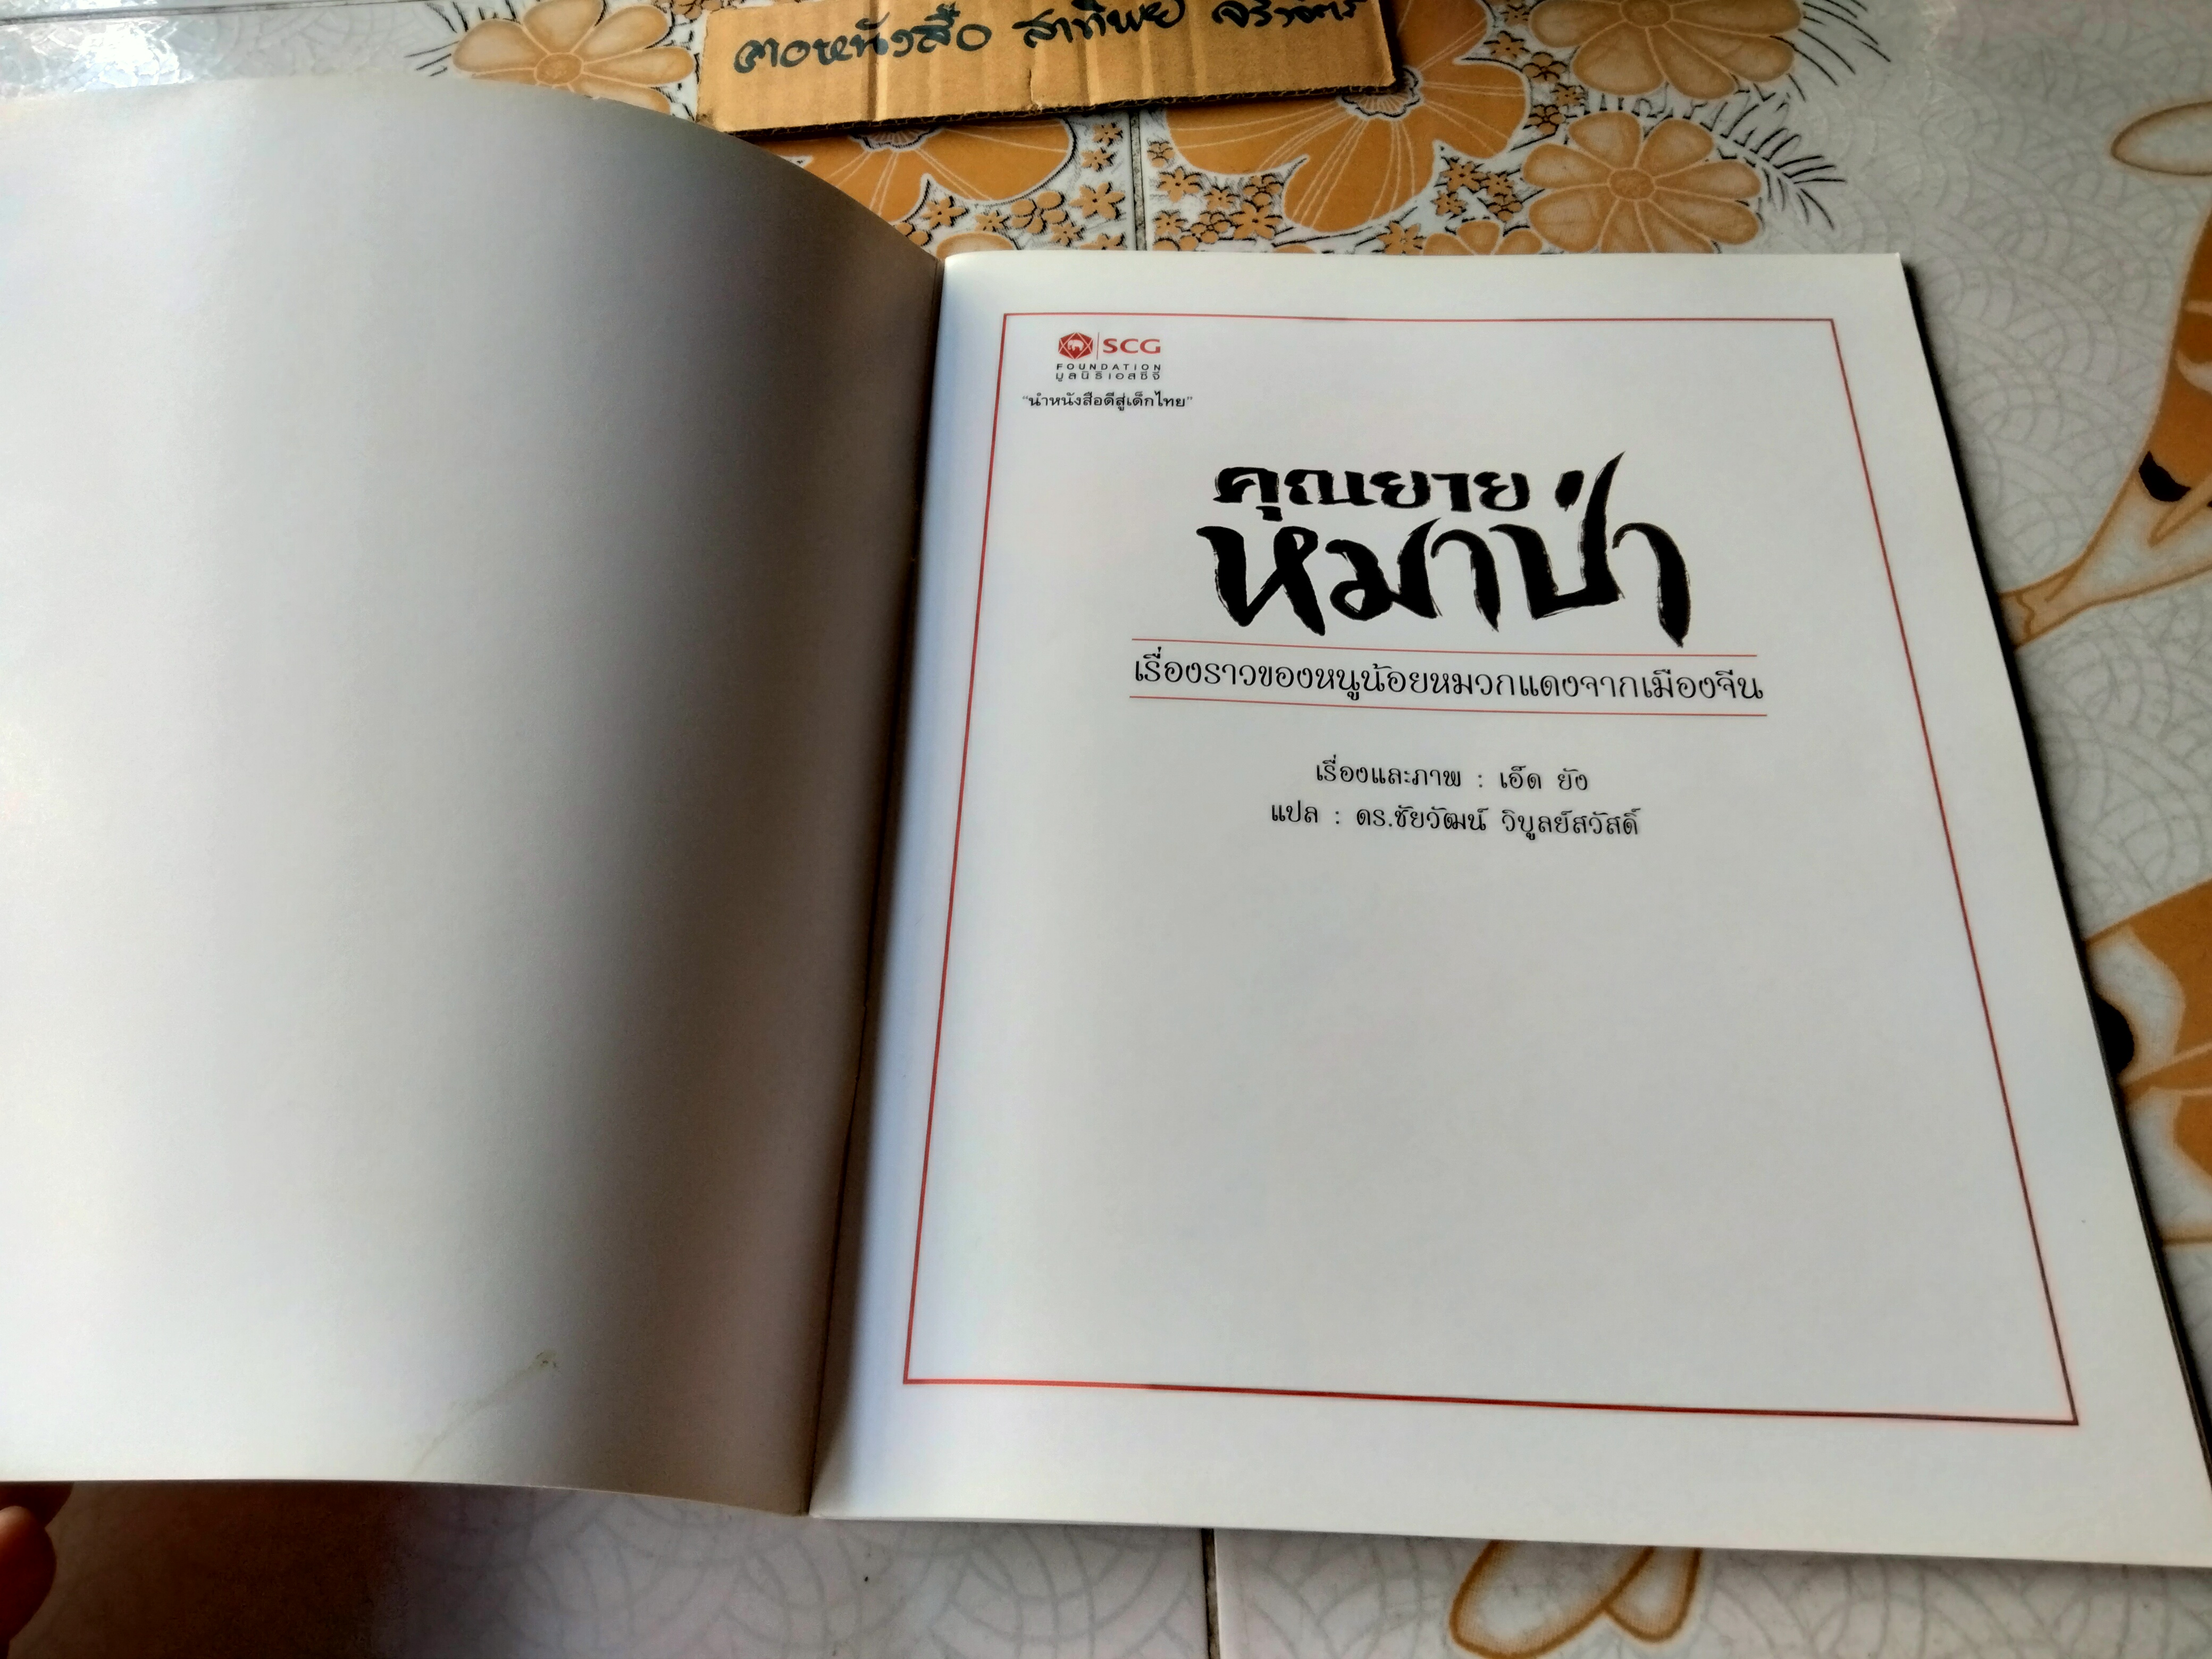 ตอหนังสือ สาทิพย์
SCG
FOUNDATION
มูลนิธิเอสซีจี
"นำหนังสือดีสู่เด็กไทย"
คุณยาย
หมาป่า
เรื่องราวของหนูน้อยหมวกแดงจากเมืองจีน
เรื่องและภาพ : เอ็ด ยัง
แปล : ดร.ชัยวัฒน์ วิบูลย์สวัสดิ์